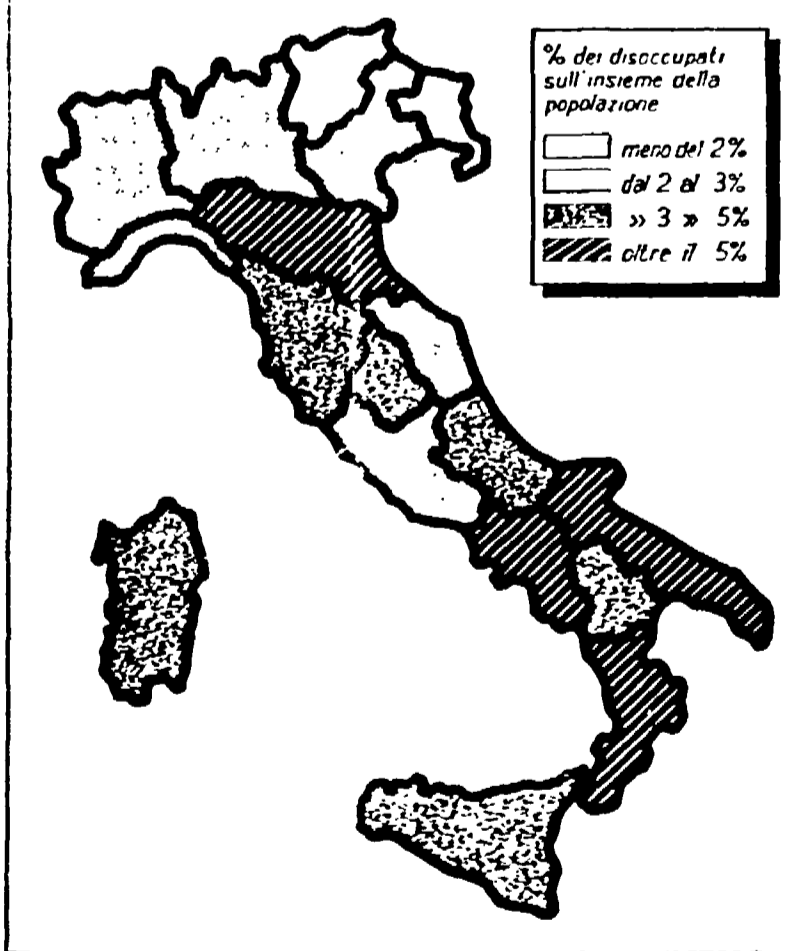 % dei disoccupati
sull'insieme della
popolazione
meno del 2%
dal 2 al 3%
» 3 » 5%
oltre il 5%